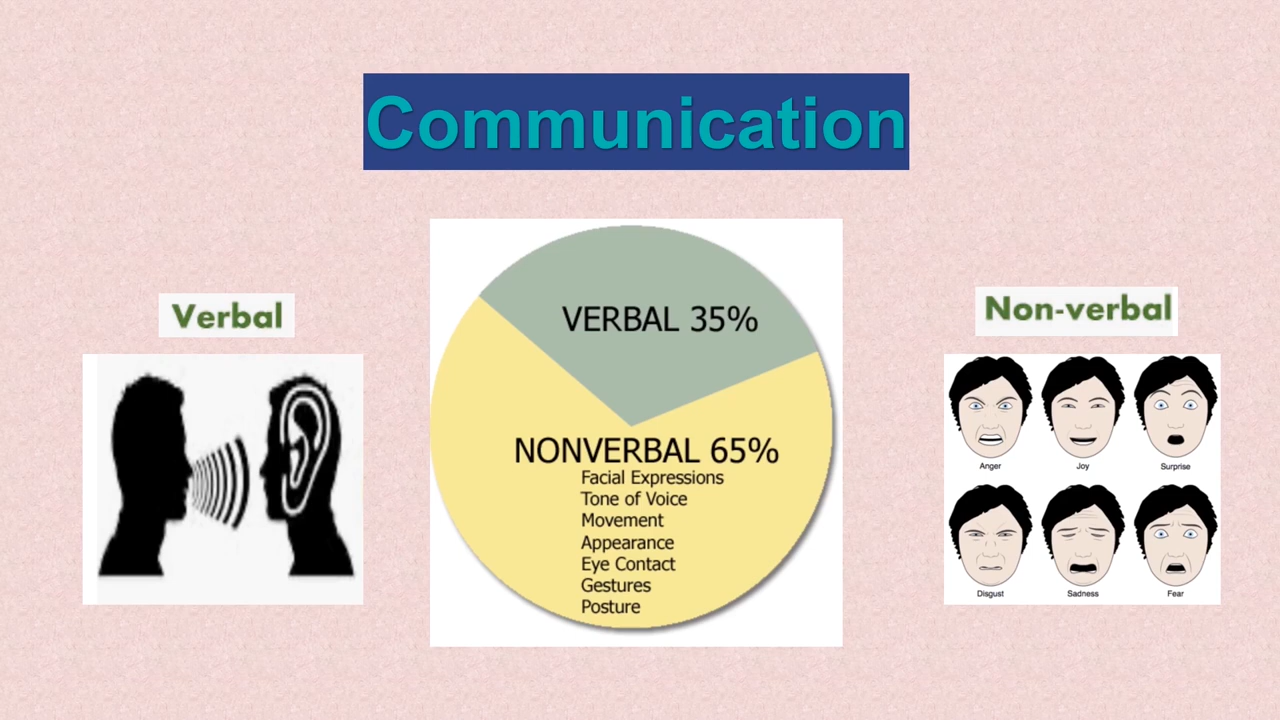 Communication
Verbal
VERBAL 35%
NONVERBAL 65%
Facial Expressions
Tone of Voice
Movement
Appearance
Eye Contact
Gestures
Posture
Non-verbal
Anger Joy Surprise
Disgust Sadness Fear